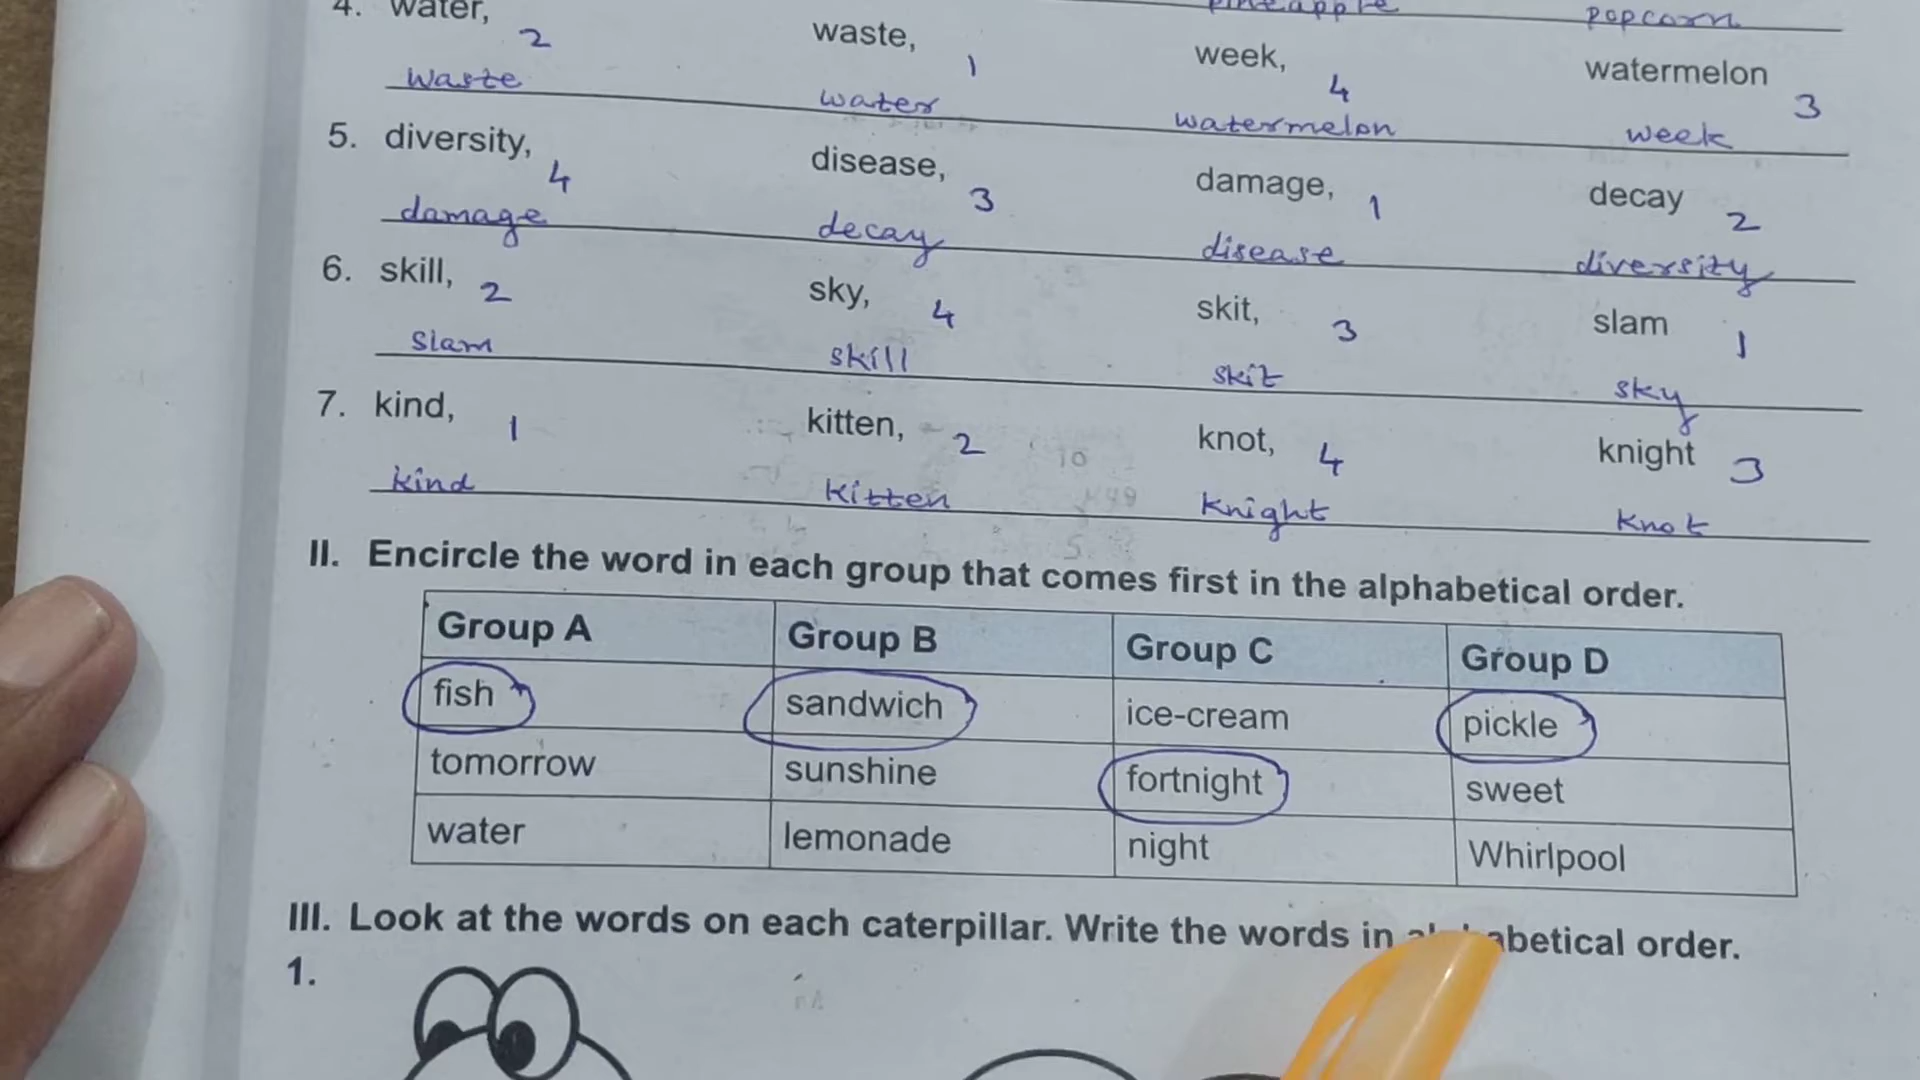 4. water, 2 waste, 1 week, 4 watermelon 3
pineapple popcorn
waste water watermelon week
5. diversity, 4 disease, 3 damage, 1 decay 2
damage decay disease diversity
6. skill, 2 sky, 4 skit, 3 slam 1
slam skill skit sky
7. kind, 1 kitten, 2 knot, 4 knight 3
kind kitten knight knot
II. Encircle the word in each group that comes first in the alphabetical order.
Group A Group B Group C Group D
fish sandwich ice-cream pickle
tomorrow sunshine fortnight sweet
water lemonade night Whirlpool
III. Look at the words on each caterpillar. Write the words in alphabetical order.
1.